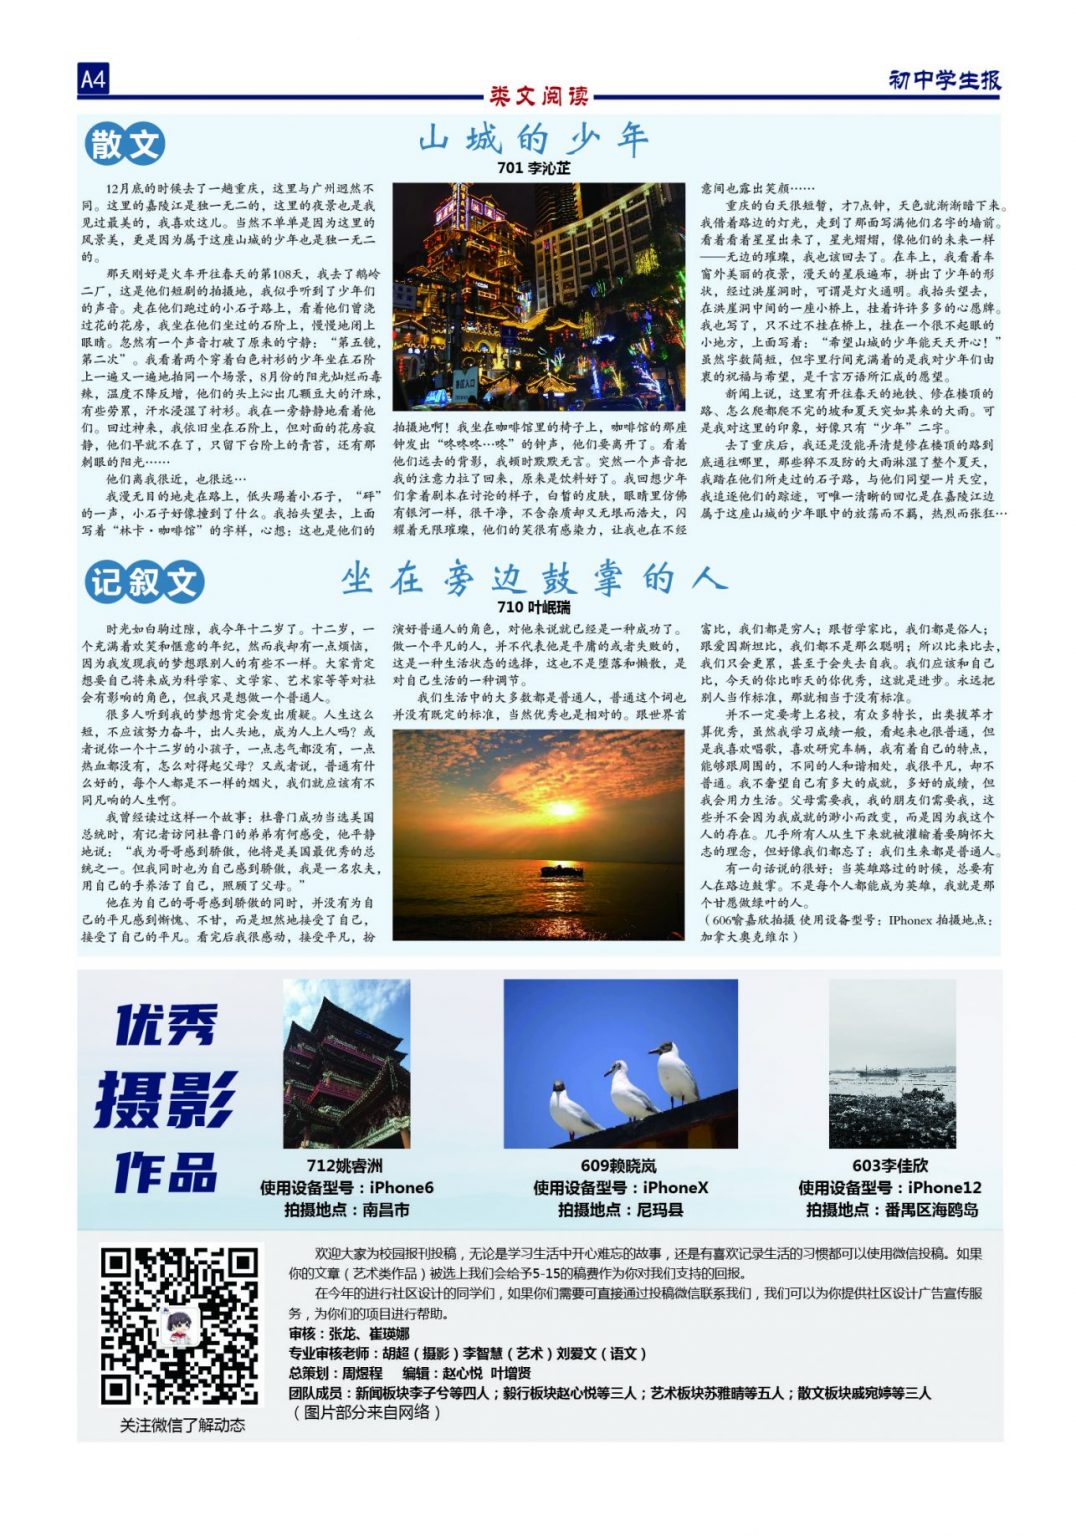 A4
初中学生报
类文阅读
散文
山城的少年
701 李沁芷
12月底的时候去了一趟重庆，这里与广州迥然不
同。这里的嘉陵江是独一无二的，这里的夜景也是我
见过最美的，我喜欢这儿。当然不单单是因为这里的
风景美，更是因为属于这座山城的少年也是独一无二
的。
那天刚好是火车开往春天的第108天，我去了鹅岭
二厂，这是他们短剧的拍摄地，我似乎听到了少年们
的声音。走在他们跑过的小石子路上，看着他们曾浇
过花的花房，我坐在他们坐过的石阶上，慢慢地闭上
眼睛。忽然有一个声音打破了原来的宁静：“第五镜，
第二次”。我看着两个穿着白色衬衫的少年坐在石阶
上一遍又一遍地拍同一个场景，8月份的阳光灿烂而毒
辣，温度不降反增，他们的头上沁出几颗豆大的汗珠，
有些劳累，汗水浸湿了衬衫。我在一旁静静地看着他
们。回过神来，我依旧坐在石阶上，但对面的花房寂
静，他们早就不在了，只留下台阶上的青苔，还有那
刺眼的阳光……
他们离我很近，也很远…
我漫无目的地走在路上，低头踢着小石子，“砰”
的一声，小石子好像撞到了什么。我抬头望去，上面
写着“林卡·咖啡馆”的字样，心想：这也是他们的
拍摄地啊！我坐在咖啡馆里的椅子上，咖啡馆的那座
钟发出“咚咚咚…咚”的钟声，他们要离开了。看着
他们远去的背影，我顿时默默无言。突然一个声音把
我的注意力拉了回来，原来是饮料好了。我回想少年
们拿着剧本在讨论的样子，白皙的皮肤，眼睛里仿佛
有银河一样，很干净，不含杂质却又无垠而浩大，闪
耀着无限璀璨，他们的笑很有感染力，让我也在不经
意间也露出笑颜……
重庆的白天很短暂，才7点钟，天色就渐渐暗下来。
我借着路边的灯光，走到了那面写满他们名字的墙前。
看着看着星星出来了，星光熠熠，像他们的未来一样
——无边的璀璨，我也该回去了。在车上，我看着车
窗外美丽的夜景，漫天的星辰遍布，拼出了少年的形
状，经过洪崖洞时，可谓是灯火通明。我抬头望去，
在洪崖洞中间的一座小桥上，挂着许许多多的心愿牌。
我也写了，只不过不挂在桥上，挂在一个很不起眼的
小地方，上面写着：“希望山城的少年能天天开心！”
虽然字数简短，但字里行间充满着的是我对少年们由
衷的祝福与希望，是千言万语所汇成的愿望。
新闻上说，这里有开往春天的地铁、修在楼顶的
路、怎么爬都爬不完的坡和夏天突如其来的大雨。可
是我对这里的印象，好像只有“少年”二字。
去了重庆后，我还是没能弄清楚修在楼顶的路到
底通往哪里，那些猝不及防的大雨淋湿了整个夏天，
我踏在他们所走过的石子路，与他们同望一片天空，
我追逐他们的踪迹，可唯一清晰的回忆是在嘉陵江边
属于这座山城的少年眼中的放荡而不羁，热烈而张狂…
记叙文
坐在旁边鼓掌的人
710 叶岷瑞
时光如白驹过隙，我今年十二岁了。十二岁，一
个充满着欢笑和惬意的年纪，然而我却有一点烦恼，
因为我发现我的梦想跟别人的有些不一样。大家肯定
想要自己将来成为科学家、文学家、艺术家等等对社
会有影响的角色，但我只是想做一个普通人。
很多人听到我的梦想肯定会发出质疑。人生这么
短，不应该努力奋斗，出人头地，成为人上人吗？或
者说你一个十二岁的小孩子，一点志气都没有，一点
热血都没有，怎么对得起父母？又或者说，普通有什
么好的，每个人都是不一样的烟火，我们就应该有不
同凡响的人生啊。
我曾经读过这样一个故事：杜鲁门成功当选美国
总统时，有记者访问杜鲁门的弟弟有何感受，他平静
地说：“我为哥哥感到骄傲，他将是美国最优秀的总
统之一。但我同时也为自己感到骄傲，我是一名农夫，
用自己的手养活了自己，照顾了父母。”
他在为自己的哥哥感到骄傲的同时，并没有为自
己的平凡感到惭愧、不甘，而是坦然地接受了自己，
接受了自己的平凡。看完后我很感动，接受平凡，扮
演好普通人的角色，对他来说就已经是一种成功了。
做一个平凡的人，并不代表他是平庸的或者失败的，
这是一种生活状态的选择，这也不是堕落和懒散，是
对自己生活的一种调节。
我们生活中的大多数都是普通人，普通这个词也
并没有既定的标准，当然优秀也是相对的。跟世界首
富比，我们都是穷人；跟哲学家比，我们都是俗人；
跟爱因斯坦比，我们都不是那么聪明；所以比来比去，
我们只会更累，甚至于会失去自我。我们应该和自己
比，今天的你比昨天的你优秀，这就是进步。永远把
别人当作标准，那就相当于没有标准。
并不一定要考上名校，有众多特长，出类拔萃才
算优秀，虽然我学习成绩一般，看起来也很普通，但
是我喜欢唱歌，喜欢研究车辆，我有着自己的特点，
能够跟周围的，不同的人和谐相处，我很平凡，却不
普通。我不奢望自己有多大的成就，多好的成绩，但
我会用力生活。父母需要我，我的朋友们需要我，这
些并不会因为我成就的渺小而改变，而是因为我这个
人的存在。几乎所有人从生下来就被灌输着要胸怀大
志的理念，但好像我们都忘了：我们生来都是普通人。
有一句话说的很好：当英雄路过的时候，总要有
人在路边鼓掌。不是每个人都能成为英雄，我就是那
个甘愿做绿叶的人。
（606喻嘉欣拍摄 使用设备型号：IPhonex 拍摄地点：
加拿大奥克维尔）
优秀
摄影
作品
712姚睿洲
使用设备型号：iPhone6
拍摄地点：南昌市
609赖晓岚
使用设备型号：iPhoneX
拍摄地点：尼玛县
603李佳欣
使用设备型号：iPhone12
拍摄地点：番禺区海鸥岛
欢迎大家为校园报刊投稿，无论是学习生活中开心难忘的故事，还是有喜欢记录生活的习惯都可以使用微信投稿。如果
你的文章（艺术类作品）被选上我们会给予5-15的稿费作为你对我们支持的回报。
在今年的进行社区设计的同学们，如果你们需要可直接通过投稿微信联系我们，我们可以为你提供社区设计广告宣传服
务，为你们的项目进行帮助。
审核：张龙、崔瑛娜
专业审核老师：胡超（摄影）李智慧（艺术）刘爱文（语文）
总策划：周煜程 编辑：赵心悦 叶增贤
团队成员：新闻板块李子兮等四人；毅行板块赵心悦等三人；艺术板块苏雅晴等五人；散文板块戚宛婷等三人
（图片部分来自网络）
关注微信了解动态